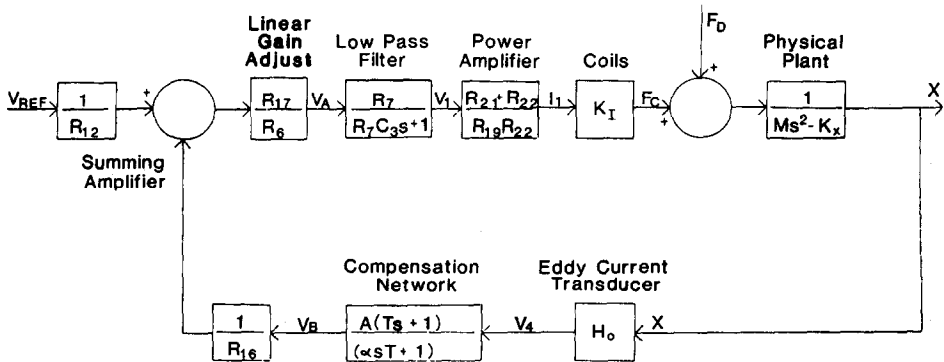 Linear
Gain
Adjust
Low Pass
Filter
Power
Amplifier
Coils
F_D
Physical
Plant
V_REF
1
R_12
+
R_17
R_6
V_A
R_7
R_7C_3s+1
V_1
R_21+R_22
R_19R_22
I_1
K_I
F_C
+
+
1
Ms²-K_x
X
Summing
Amplifier
Compensation
Network
Eddy Current
Transducer
1
R_16
V_B
A(Ts+1)
(αsT+1)
V_4
H_o
X